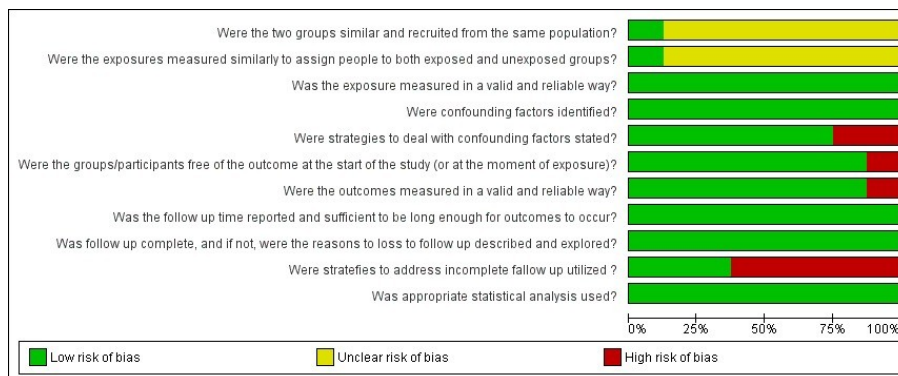 Were the two groups similar and recruited from the same population?
Were the exposures measured similarly to assign people to both exposed and unexposed groups?
Was the exposure measured in a valid and reliable way?
Were confounding factors identified?
Were strategies to deal with confounding factors stated?
Were the groups/participants free of the outcome at the start of the study (or at the moment of exposure)?
Were the outcomes measured in a valid and reliable way?
Was the follow up time reported and sufficient to be long enough for outcomes to occur?
Was follow up complete, and if not, were the reasons to loss to follow up described and explored?
Were stratefies to address incomplete fallow up utilized ?
Was appropriate statistical analysis used?
0% 25% 50% 75% 100%
Low risk of bias Unclear risk of bias High risk of bias